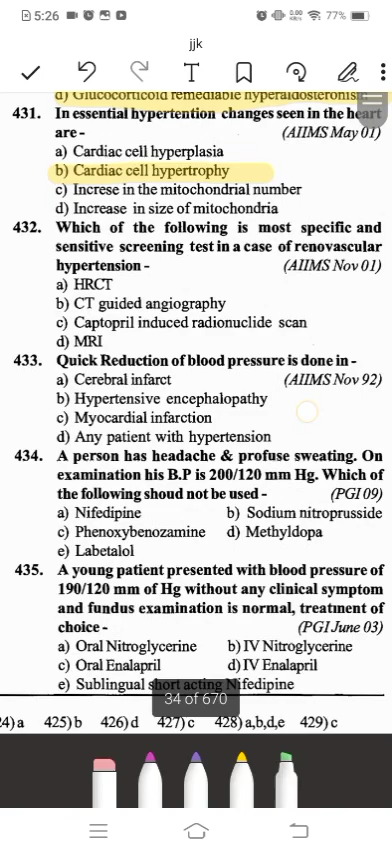 5:26
0.00 KB/s
77%
jjk
T
d) Glucocorticoid remediable hyperaldosteronism
431. In essential hypertention changes seen in the heart
are - (AIIMS May 01)
a) Cardiac cell hyperplasia
b) Cardiac cell hypertrophy
c) Increse in the mitochondrial number
d) Increase in size of mitochondria
432. Which of the following is most specific and
sensitive screening test in a case of renovascular
hypertension - (AIIMS Nov 01)
a) HRCT
b) CT guided angiography
c) Captopril induced radionuclide scan
d) MRI
433. Quick Reduction of blood pressure is done in -
a) Cerebral infarct (AIIMS Nov 92)
b) Hypertensive encephalopathy
c) Myocardial infarction
d) Any patient with hypertension
434. A person has headache & profuse sweating. On
examination his B.P is 200/120 mm Hg. Which of
the following shoud not be used - (PGI 09)
a) Nifedipine b) Sodium nitroprusside
c) Phenoxybenozamine d) Methyldopa
e) Labetalol
435. A young patient presented with blood pressure of
190/120 mm of Hg without any clinical symptom
and fundus examination is normal, treatment of
choice - (PGI June 03)
a) Oral Nitroglycerine b) IV Nitroglycerine
c) Oral Enalapril d) IV Enalapril
e) Sublingual short acting Nifedipine
34 of 670
24) a 425) b 426) d 427) c 428) a,b,d,e 429) c